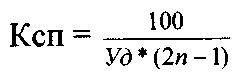 Ксп = 100 / Уд * (2n - 1)